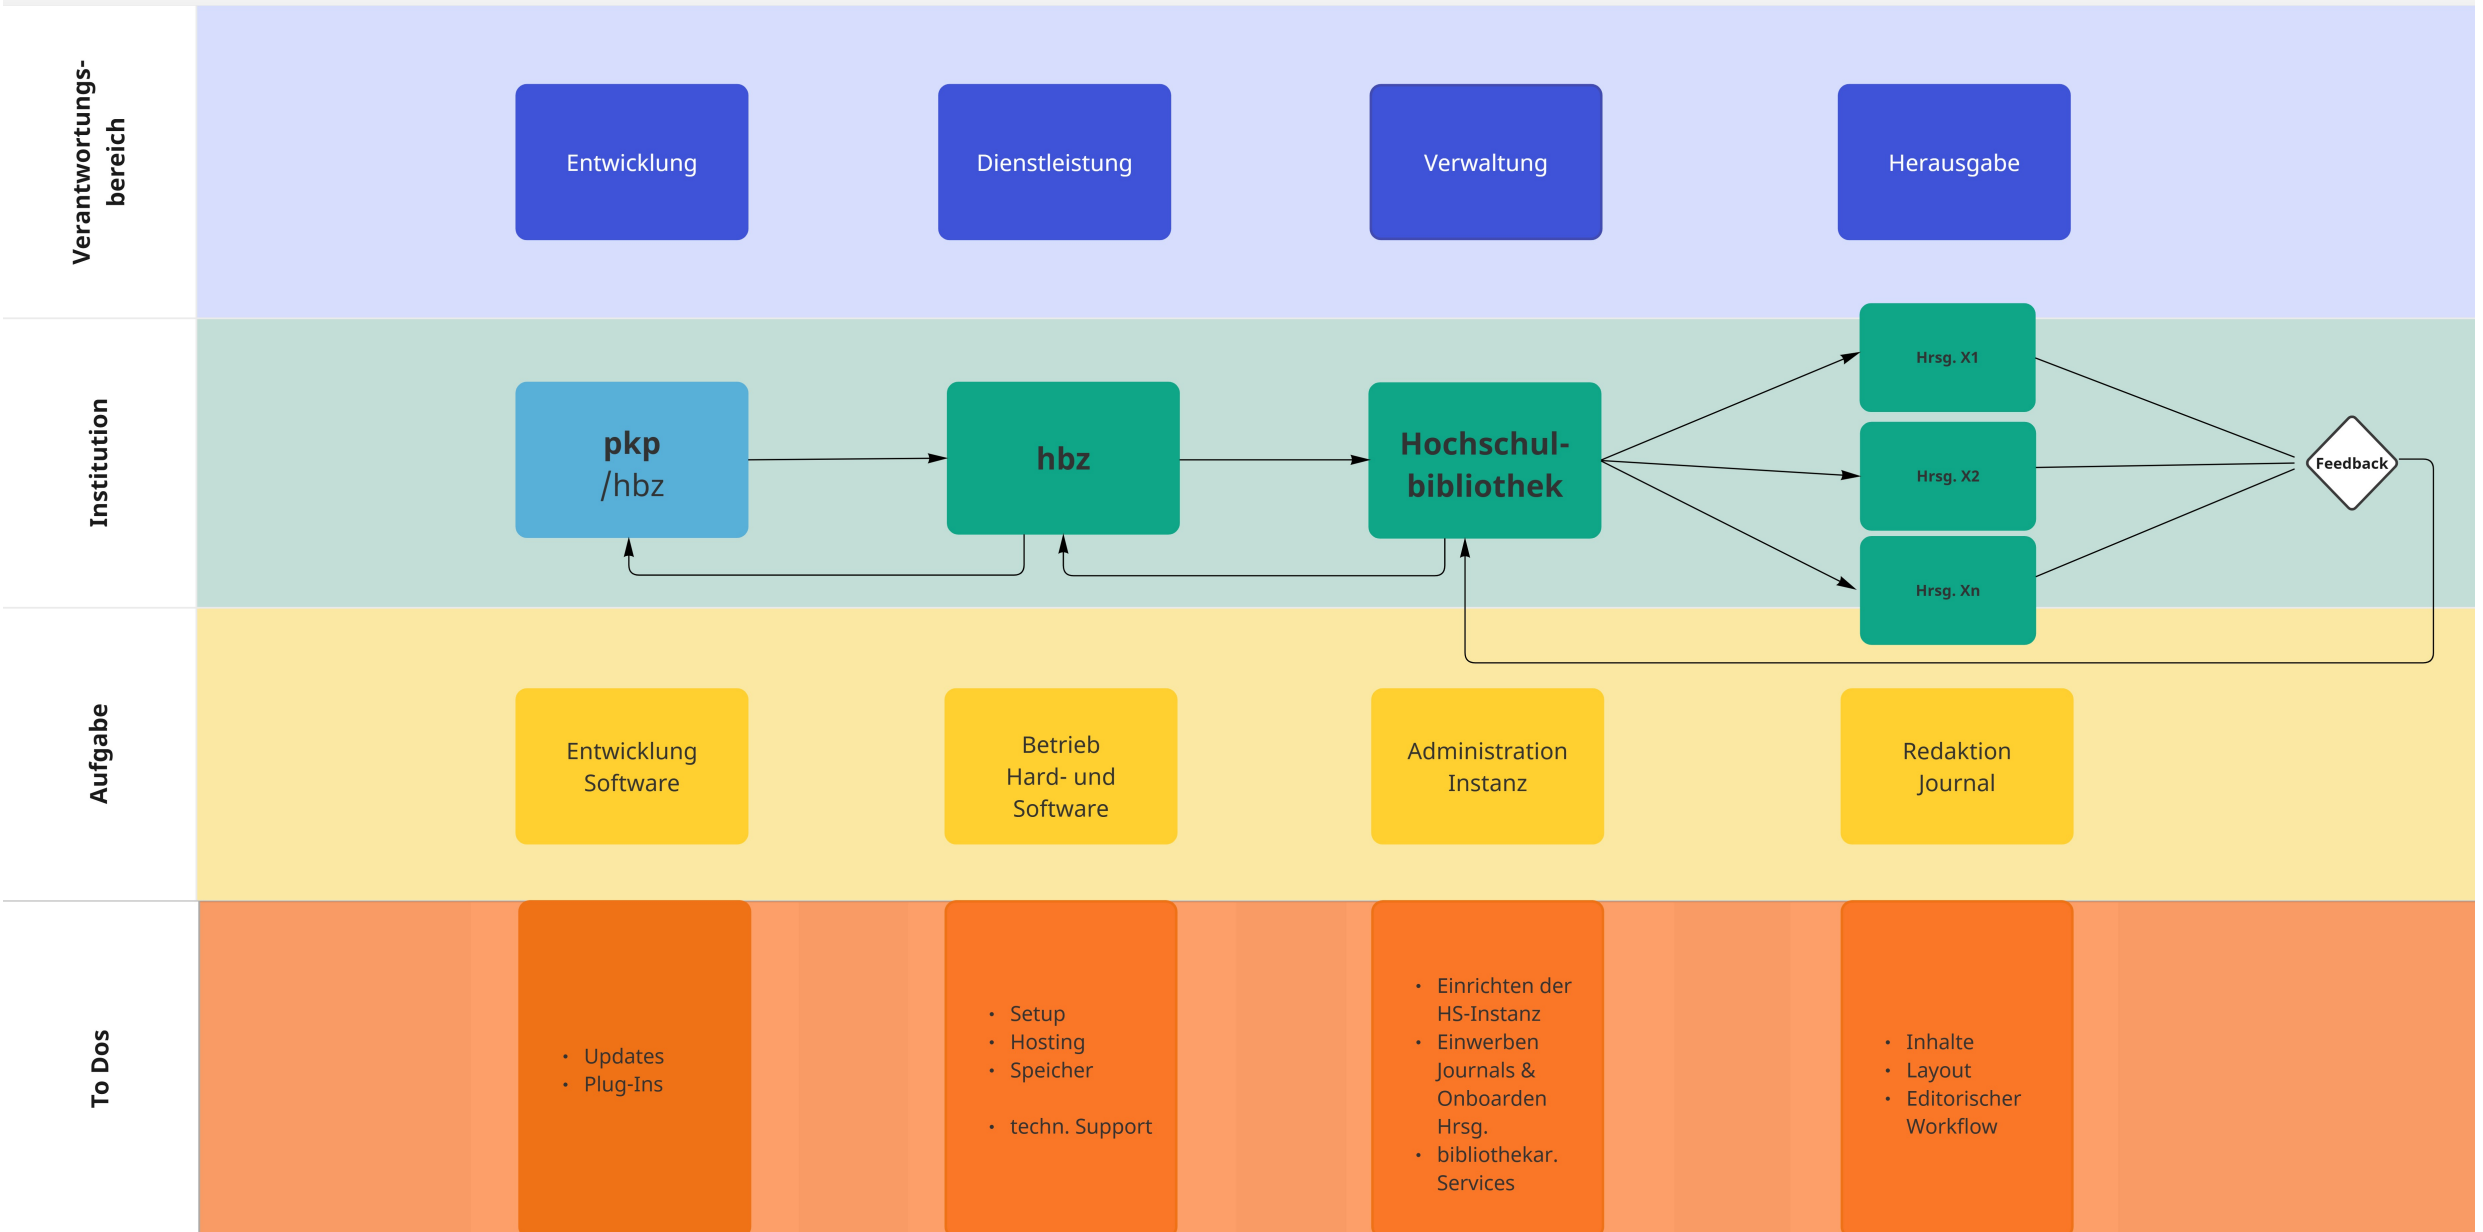 Verantwortungs-
bereich
Entwicklung
Dienstleistung
Verwaltung
Herausgabe
Institution
pkp
/hbz
hbz
Hochschul-
bibliothek
Hrsg. X1
Hrsg. X2
Hrsg. Xn
Feedback
Aufgabe
Entwicklung
Software
Betrieb
Hard- und
Software
Administration
Instanz
Redaktion
Journal
To Dos
• Updates
• Plug-Ins
• Setup
• Hosting
• Speicher
• techn. Support
• Einrichten der
HS-Instanz
• Einwerben
Journals &
Onboarden
Hrsg.
• bibliothekar.
Services
• Inhalte
• Layout
• Editorischer
Workflow